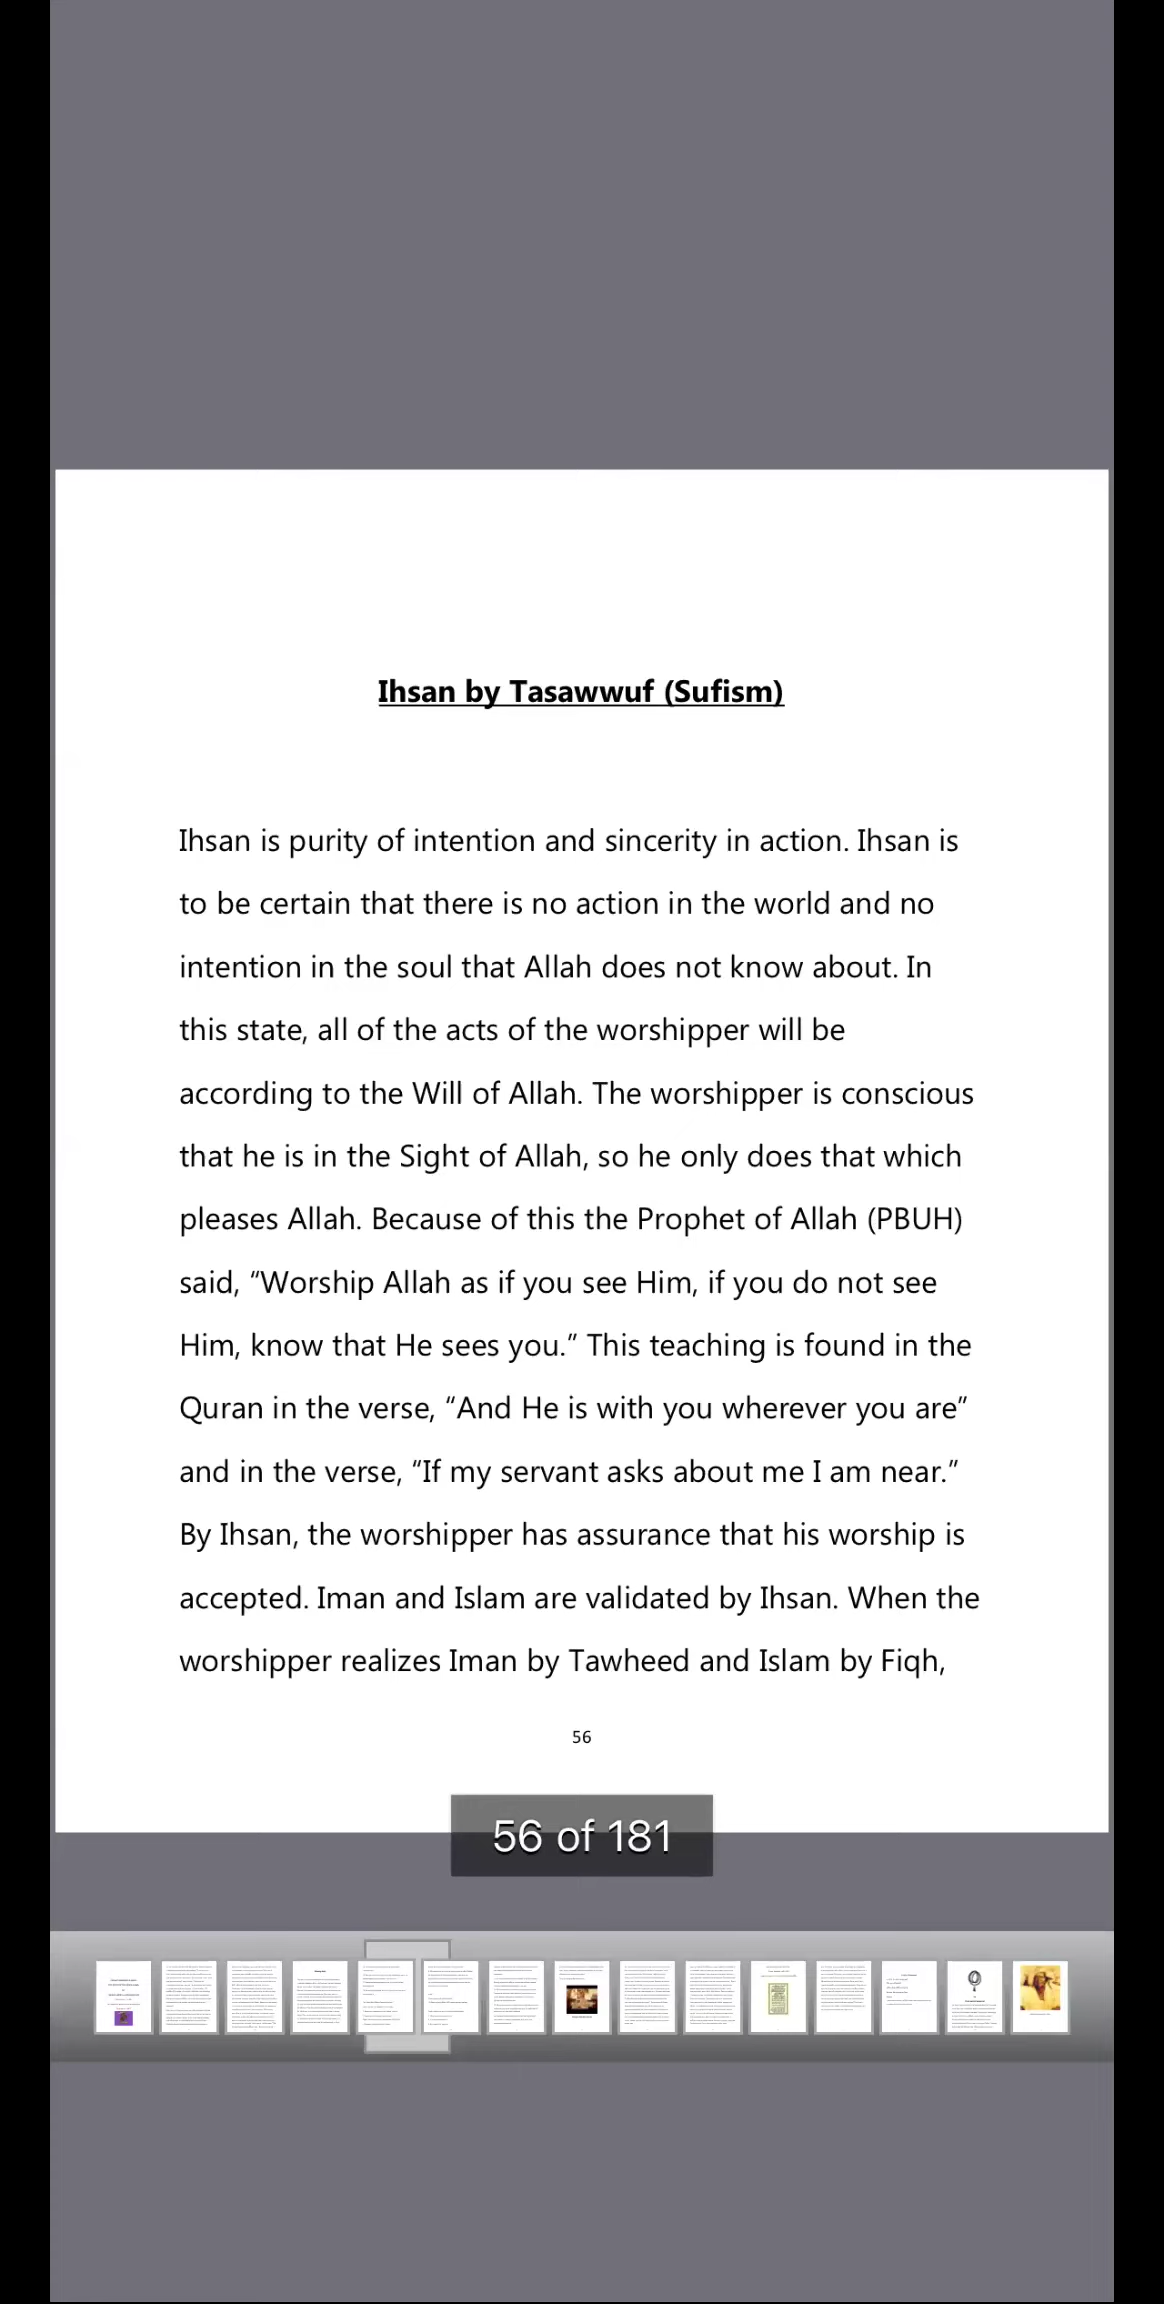 Ihsan by Tasawwuf (Sufism)
Ihsan is purity of intention and sincerity in action. Ihsan is
to be certain that there is no action in the world and no
intention in the soul that Allah does not know about. In
this state, all of the acts of the worshipper will be
according to the Will of Allah. The worshipper is conscious
that he is in the Sight of Allah, so he only does that which
pleases Allah. Because of this the Prophet of Allah (PBUH)
said, “Worship Allah as if you see Him, if you do not see
Him, know that He sees you.” This teaching is found in the
Quran in the verse, “And He is with you wherever you are”
and in the verse, “If my servant asks about me I am near.”
By Ihsan, the worshipper has assurance that his worship is
accepted. Iman and Islam are validated by Ihsan. When the
worshipper realizes Iman by Tawheed and Islam by Fiqh,
56
56 of 181